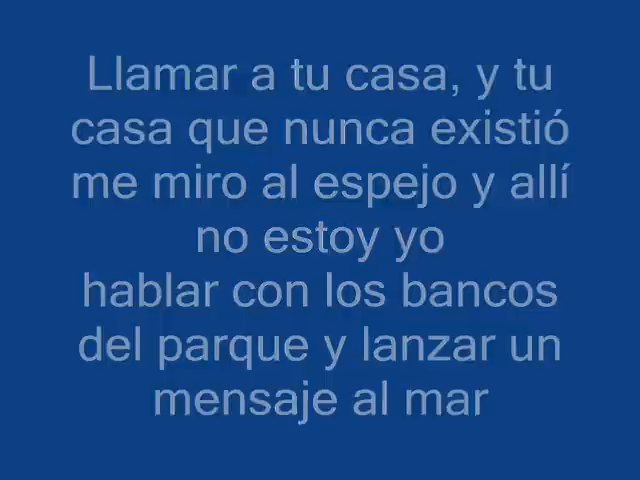 Llamar a tu casa, y tu
casa que nunca existió
me miro al espejo y allí
no estoy yo
hablar con los bancos
del parque y lanzar un
mensaje al mar